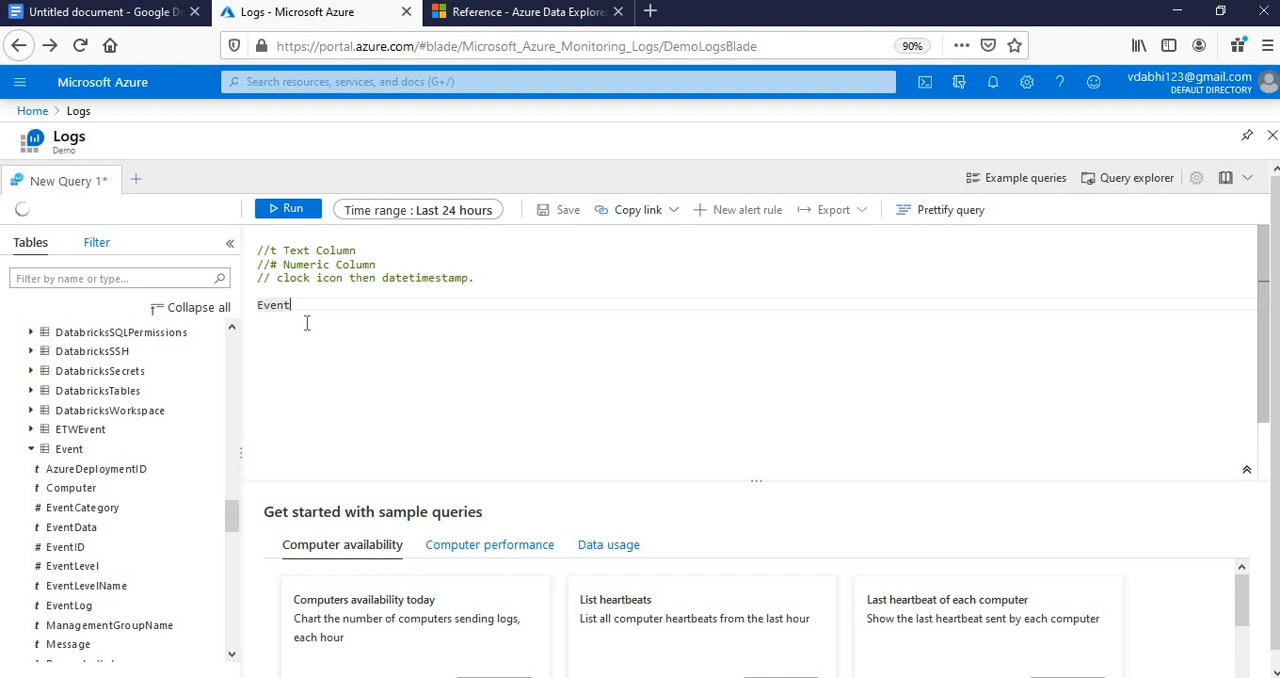 Untitled document - Google D
Logs - Microsoft Azure
Reference - Azure Data Explorer
https://portal.azure.com/#blade/Microsoft_Azure_Monitoring_Logs/DemoLogsBlade
90%
Microsoft Azure
Search resources, services, and docs (G+/)
vdabhi123@gmail.com
DEFAULT DIRECTORY
Home > Logs
Logs
Demo
New Query 1*
Example queries
Query explorer
Run
Time range : Last 24 hours
Save
Copy link
New alert rule
Export
Prettify query
Tables
Filter
Filter by name or type...
Collapse all
DatabricksSQLPermissions
DatabricksSSH
DatabricksSecrets
DatabricksTables
DatabricksWorkspace
ETWEvent
Event
t AzureDeploymentID
t Computer
# EventCategory
t EventData
# EventID
# EventLevel
t EventLevelName
t EventLog
t ManagementGroupName
t Message
//t Text Column
//# Numeric Column
// clock icon then datetimestamp.
Event
Get started with sample queries
Computer availability
Computer performance
Data usage
Computers availability today
Chart the number of computers sending logs,
each hour
List heartbeats
List all computer heartbeats from the last hour
Last heartbeat of each computer
Show the last heartbeat sent by each computer